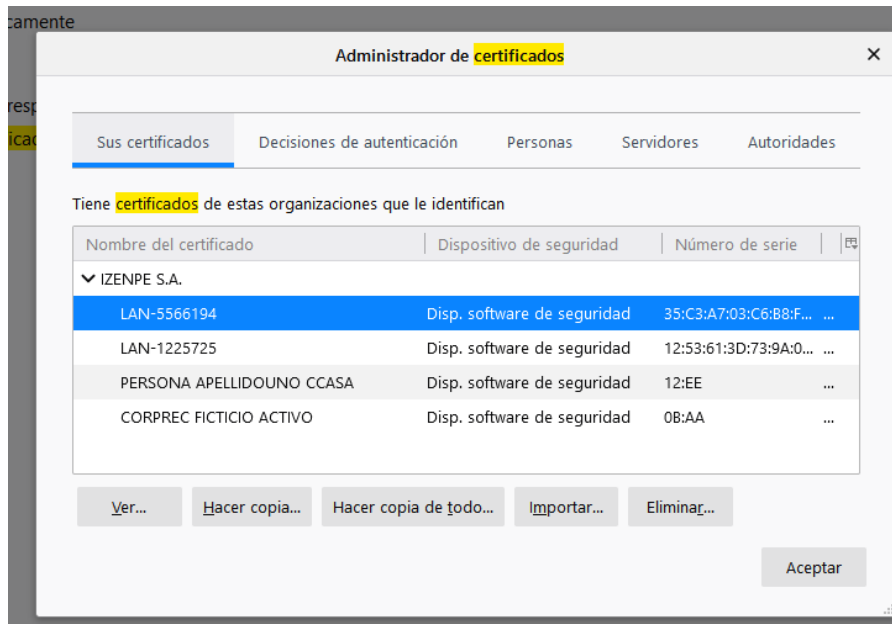 camente
Administrador de certificados
resp
icac
Sus certificados Decisiones de autenticación Personas Servidores Autoridades
Tiene certificados de estas organizaciones que le identifican
Nombre del certificado Dispositivo de seguridad Número de serie
IZENPE S.A.
LAN-5566194 Disp. software de seguridad 35:C3:A7:03:C6:B8:F... ...
LAN-1225725 Disp. software de seguridad 12:53:61:3D:73:9A:0... ...
PERSONA APELLIDOUNO CCASA Disp. software de seguridad 12:EE ...
CORPREC FICTICIO ACTIVO Disp. software de seguridad 0B:AA ...
Ver... Hacer copia... Hacer copia de todo... Importar... Eliminar...
Aceptar